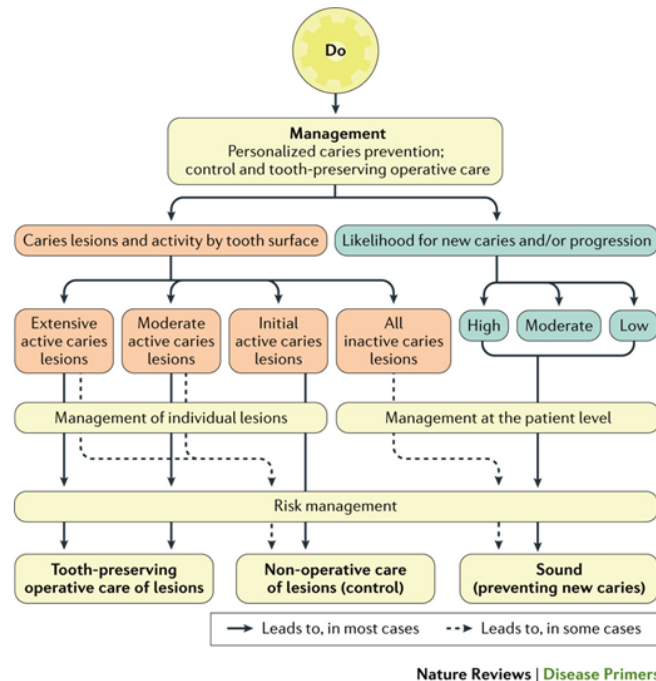 Do
Management
Personalized caries prevention;
control and tooth-preserving operative care
Caries lesions and activity by tooth surface
Likelihood for new caries and/or progression
Extensive
active caries
lesions
Moderate
active caries
lesions
Initial
active caries
lesions
All
inactive caries
lesions
High
Moderate
Low
Management of individual lesions
Management at the patient level
Risk management
Tooth-preserving
operative care of lesions
Non-operative care
of lesions (control)
Sound
(preventing new caries)
Leads to, in most cases
Leads to, in some cases
Nature Reviews | Disease Primers